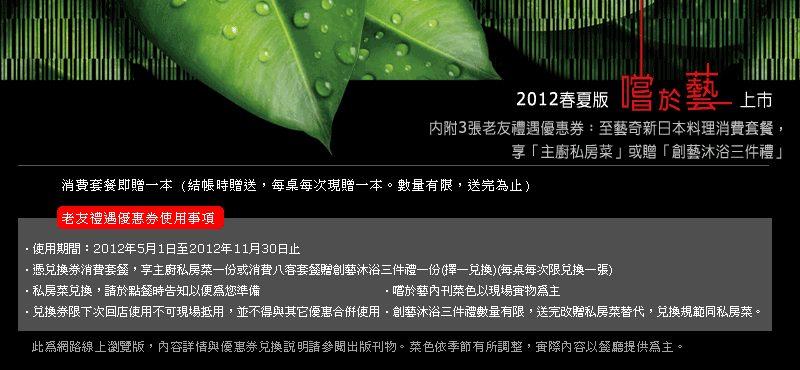 2012春夏版 嚐於藝 上市
內附3張老友禮遇優惠券：至藝奇新日本料理消費套餐，
享「主廚私房菜」或贈「創藝沐浴三件禮」
消費套餐即贈一本（結帳時贈送，每桌每次現贈一本。數量有限，送完為止）
老友禮遇優惠券使用事項
·使用期間：2012年5月1日至2012年11月30日止
·憑兌換券消費套餐，享主廚私房菜一份或消費八客套餐贈創藝沐浴三件禮一份(擇一兌換)(每桌每次限兌換一張)
·私房菜兌換，請於點餐時告知以便為您準備 ·嚐於藝內刊菜色以現場實物為主
·兌換券限下次回店使用不可現場抵用，並不得與其它優惠合併使用 ·創藝沐浴三件禮數量有限，送完改贈私房菜替代，兌換規範同私房菜。
此為網路線上瀏覽版，內容詳情與優惠券兌換說明請參閱出版刊物。菜色依季節有所調整，實際內容以餐廳提供為主。